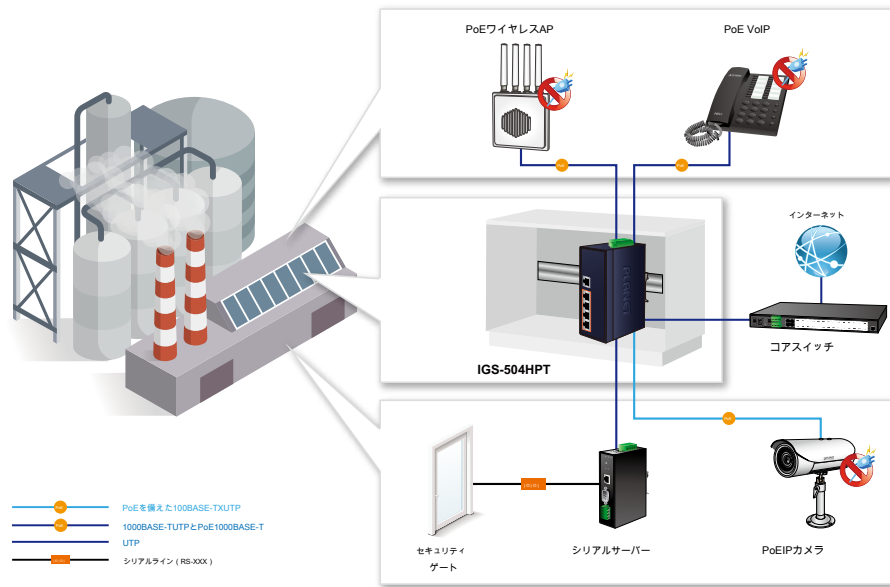 PoEワイヤレスAP
PoE VoIP
インターネット
PLANET
コアスイッチ
IGS-504HPT
セキュリティ
ゲート
シリアルサーバー
PoEIPカメラ
PoEを備えた100BASE-TXUTP
1000BASE-TUTPとPoE1000BASE-T
UTP
シリアルライン（RS-XXX）